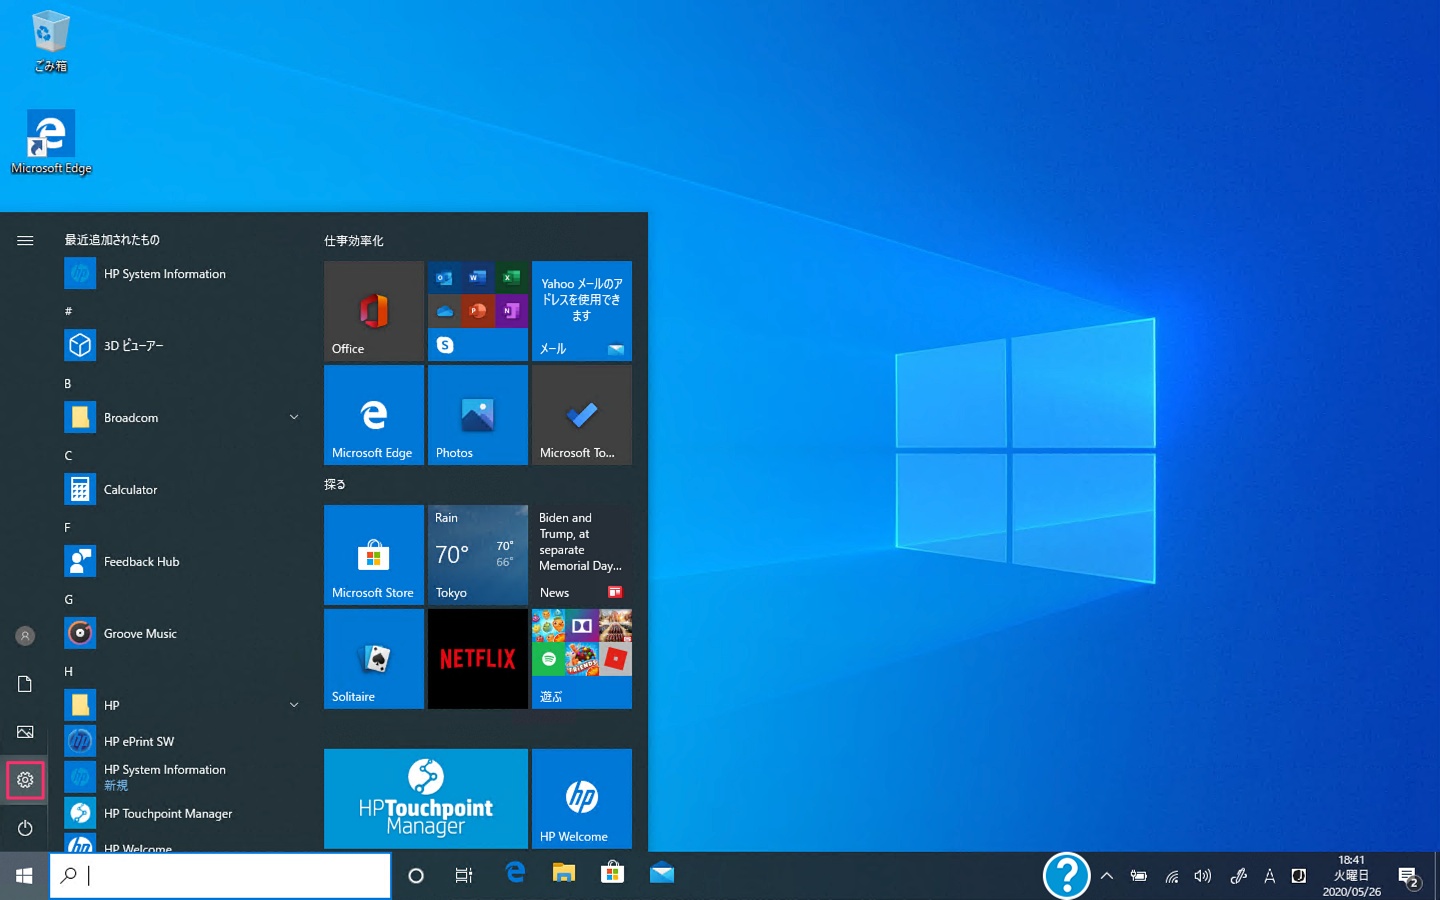 ごみ箱
Microsoft Edge
最近追加されたもの
HP System Information
#
3D ビューアー
B
Broadcom
C
Calculator
F
Feedback Hub
G
Groove Music
H
HP
HP ePrint SW
HP System Information
新規
HP Touchpoint Manager
HP Welcome
仕事効率化
Office
Yahoo メールのア
ドレスを使用でき
ます
メール
Microsoft Edge
Photos
Microsoft To...
探る
Microsoft Store
Rain
70°
70°
66°
Tokyo
Biden and
Trump, at
separate
Memorial Day...
News
Solitaire
NETFLIX
遊ぶ
HP Touchpoint
Manager
hp
HP Welcome
?
A
J
18:41
火曜日
2020/05/26
2